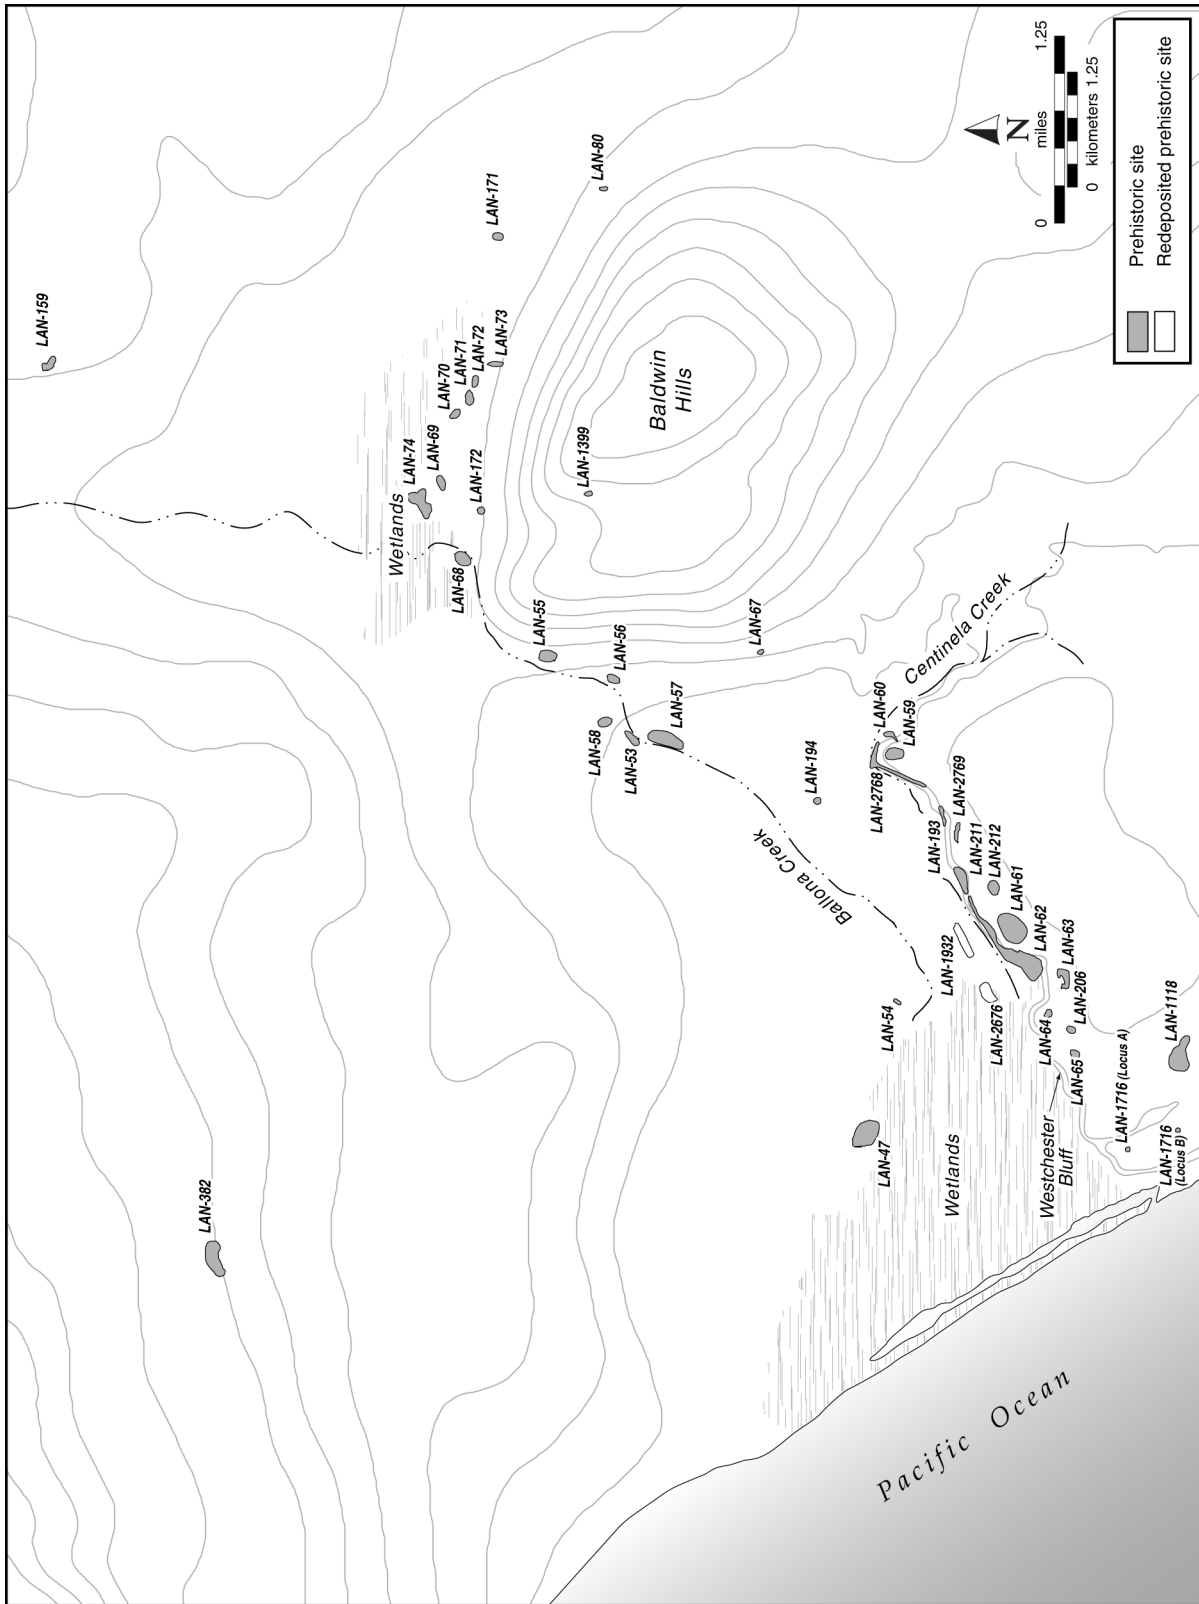 LAN-159
LAN-382
LAN-171
LAN-80
LAN-70
LAN-71
LAN-72
LAN-73
LAN-74
LAN-69
LAN-172
Wetlands
LAN-68
LAN-1399
Baldwin
Hills
LAN-55
LAN-56
LAN-67
LAN-58
LAN-53
LAN-57
LAN-194
Ballona Creek
Centinela Creek
LAN-60
LAN-59
LAN-2768
LAN-2769
LAN-193
LAN-211
LAN-212
LAN-61
LAN-62
LAN-63
LAN-1932
LAN-2676
LAN-54
LAN-206
LAN-64
LAN-65
LAN-47
Wetlands
Westchester
Bluff
LAN-1118
LAN-1716 (Locus A)
LAN-1716
(Locus B)
Pacific Ocean
N
0 miles 1.25
0 kilometers 1.25
Prehistoric site
Redeposited prehistoric site